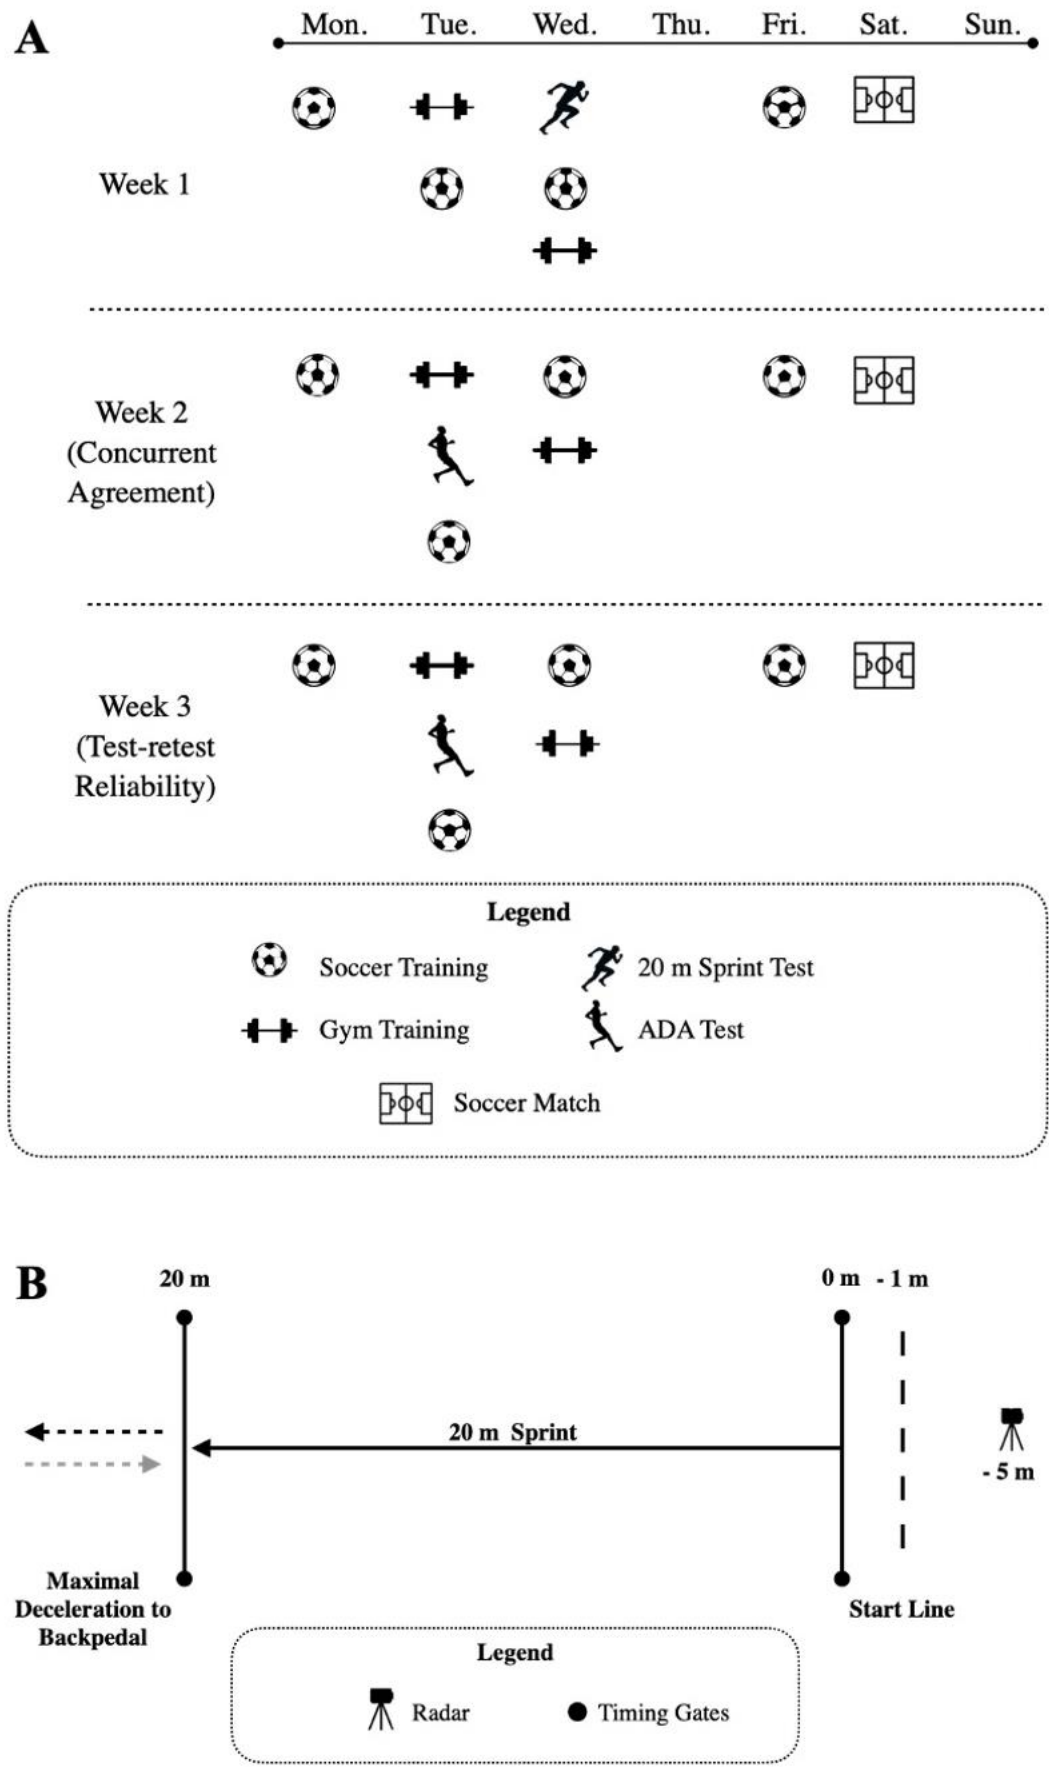 A
Mon. Tue. Wed. Thu. Fri. Sat. Sun.
Week 1
Week 2
(Concurrent
Agreement)
Week 3
(Test-retest
Reliability)
Legend
Soccer Training
20 m Sprint Test
Gym Training
ADA Test
Soccer Match
B
20 m
0 m
- 1 m
20 m Sprint
- 5 m
Maximal
Deceleration to
Backpedal
Start Line
Legend
Radar
Timing Gates